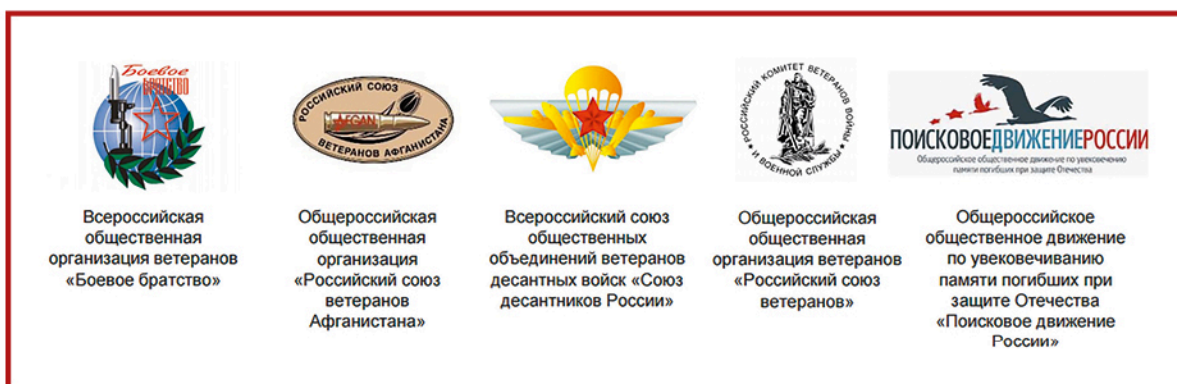 Боевое
БРАТСТВО
Всероссийская
общественная
организация ветеранов
«Боевое братство»
РОССИЙСКИЙ СОЮЗ
AFGAN
ВЕТЕРАНОВ АФГАНИСТАНА
Общероссийская
общественная
организация
«Российский союз
ветеранов
Афганистана»
Всероссийский союз
общественных
объединений ветеранов
десантных войск «Союз
десантников России»
РОССИЙСКИЙ КОМИТЕТ ВЕТЕРАНОВ ВОЙНЫ
И ВОЕННОЙ СЛУЖБЫ
Общероссийская
общественная
организация ветеранов
«Российский союз
ветеранов»
ПОИСКОВОЕДВИЖЕНИЕРОССИИ
Общероссийское общественное движение по увековечению
памяти погибших при защите Отечества
Общероссийское
общественное движение
по увековечиванию
памяти погибших при
защите Отечества
«Поисковое движение
России»